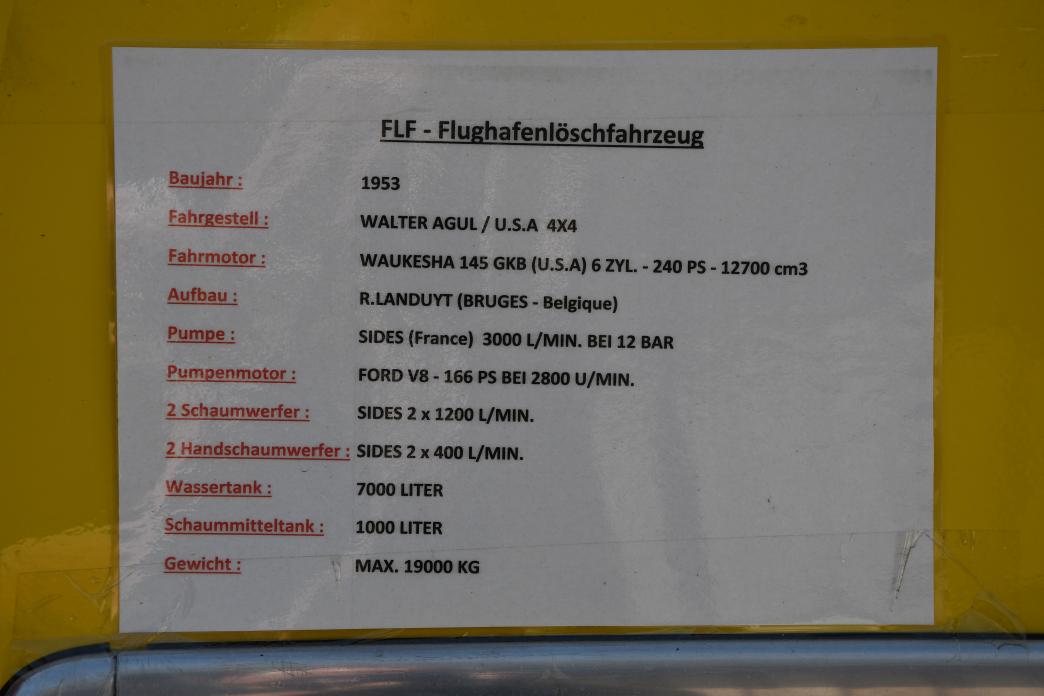 FLF - Flughafenlöschfahrzeug
Baujahr : 1953
Fahrgestell : WALTER AGUL / U.S.A 4X4
Fahrmotor : WAUKESHA 145 GKB (U.S.A) 6 ZYL. - 240 PS - 12700 cm3
Aufbau : R.LANDUYT (BRUGES - Belgique)
Pumpe : SIDES (France) 3000 L/MIN. BEI 12 BAR
Pumpenmotor : FORD V8 - 166 PS BEI 2800 U/MIN.
2 Schaumwerfer : SIDES 2 x 1200 L/MIN.
2 Handschaumwerfer : SIDES 2 x 400 L/MIN.
Wassertank : 7000 LITER
Schaummitteltank : 1000 LITER
Gewicht : MAX. 19000 KG